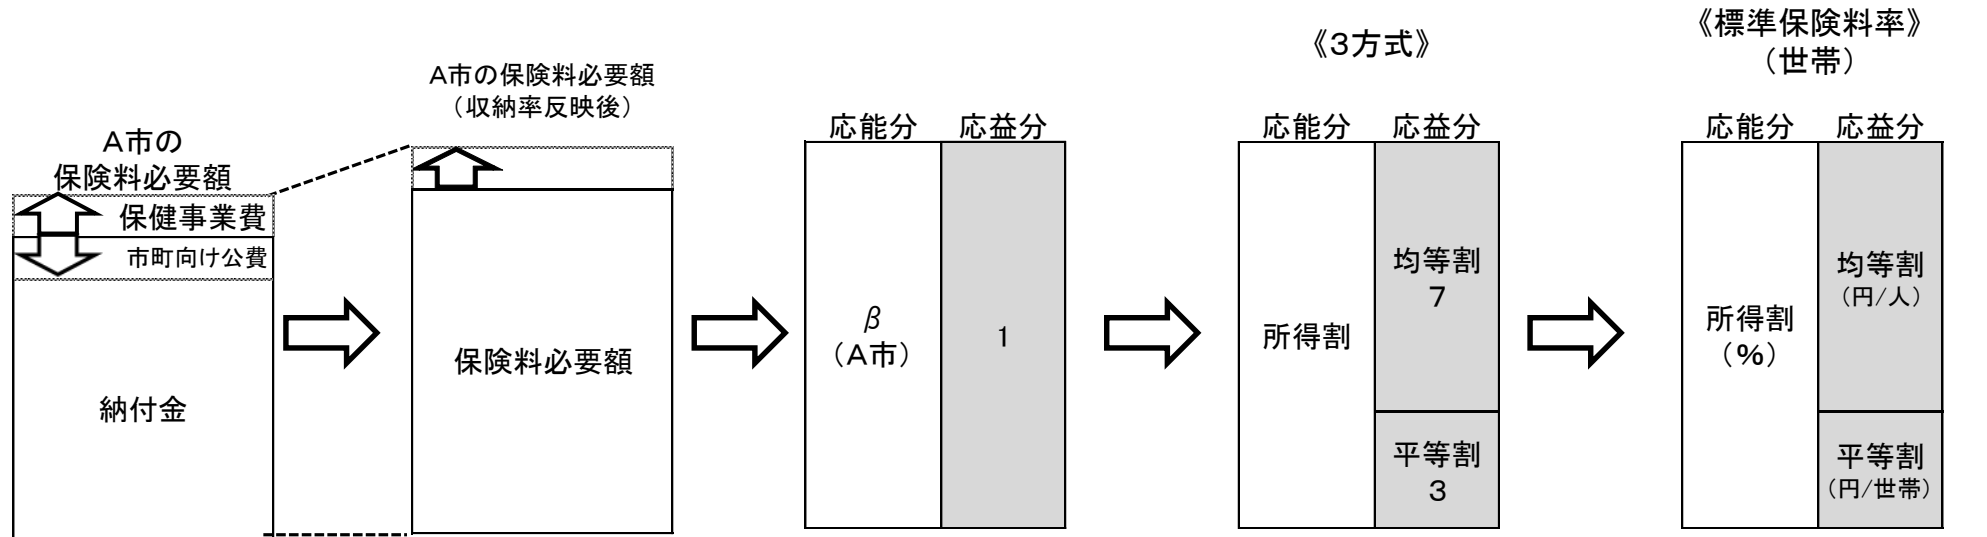 A市の
保険料必要額
保健事業費
市町向け公費
納付金
A市の保険料必要額
（収納率反映後）
保険料必要額
応能分
応益分
β
（A市）
1
《3方式》
応能分
応益分
所得割
均等割
7
平等割
3
《標準保険料率》
（世帯）
応能分
応益分
所得割
（%）
均等割
（円/人）
平等割
（円/世帯）